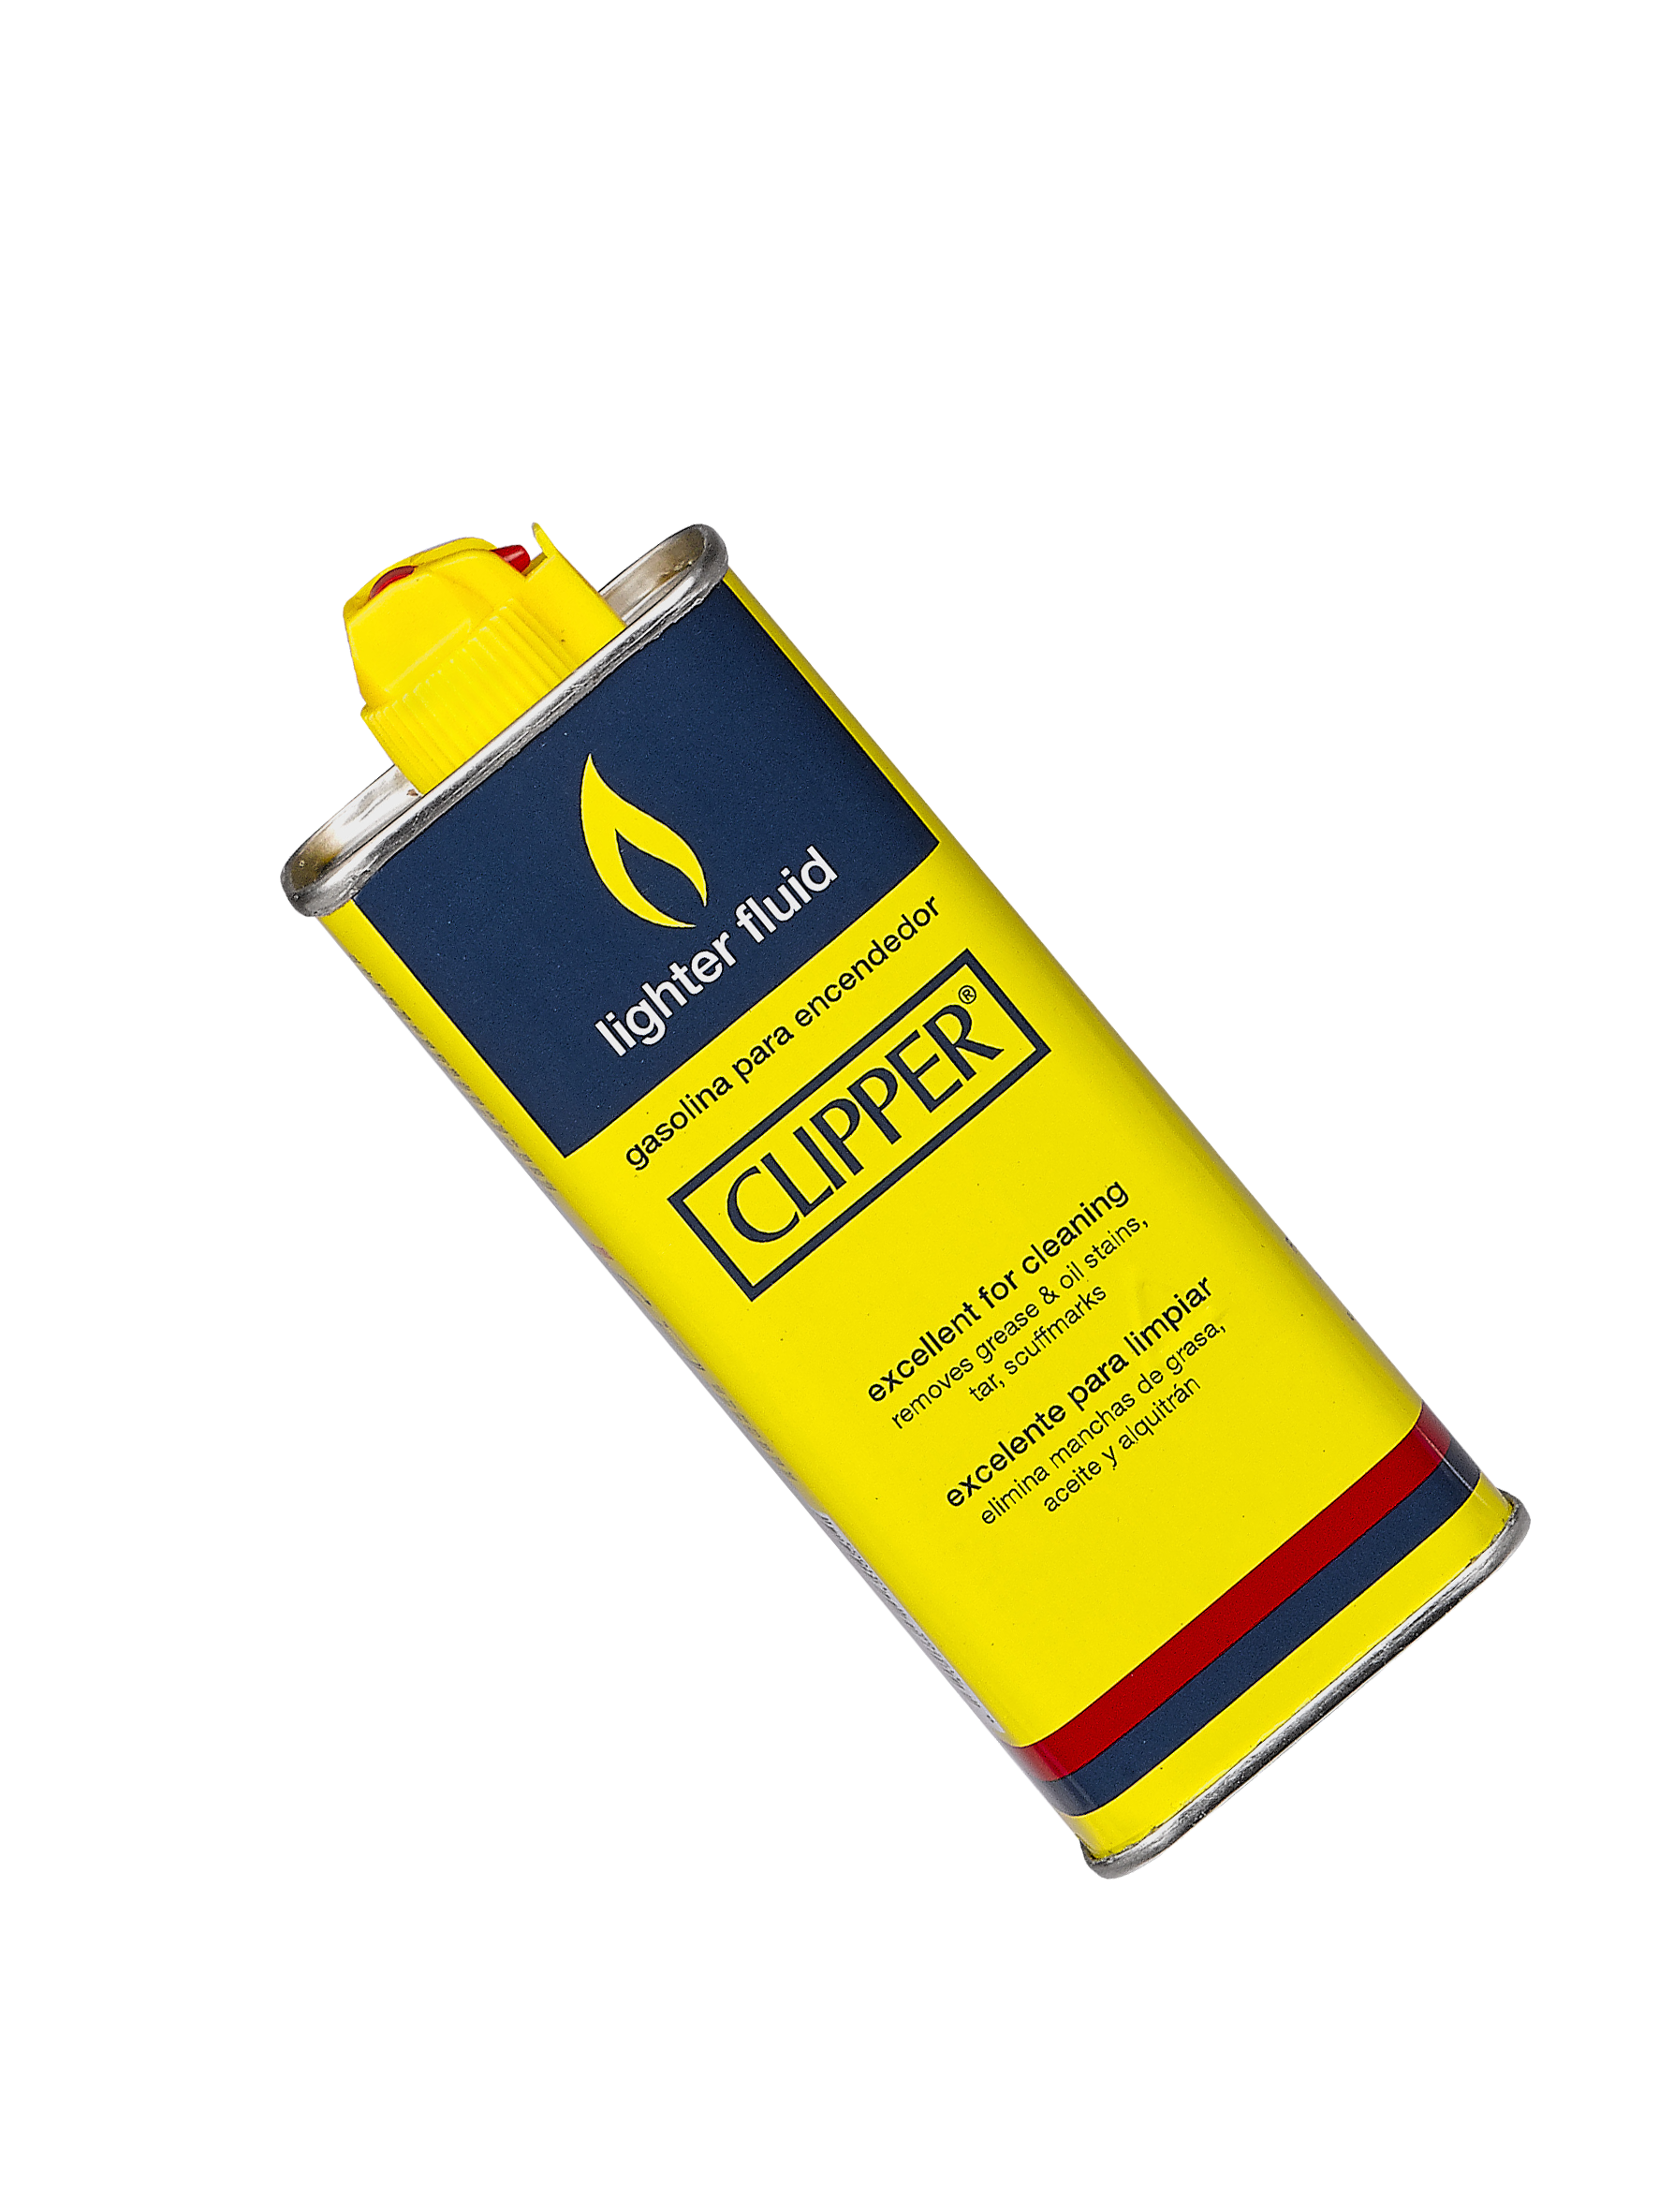 lighter fluid
gasolina para encendedor
CLIPPER®
excellent for cleaning
removes grease & oil stains,
tar, scuffmarks
excelente para limpiar
elimina manchas de grasa,
aceite y alquitrán